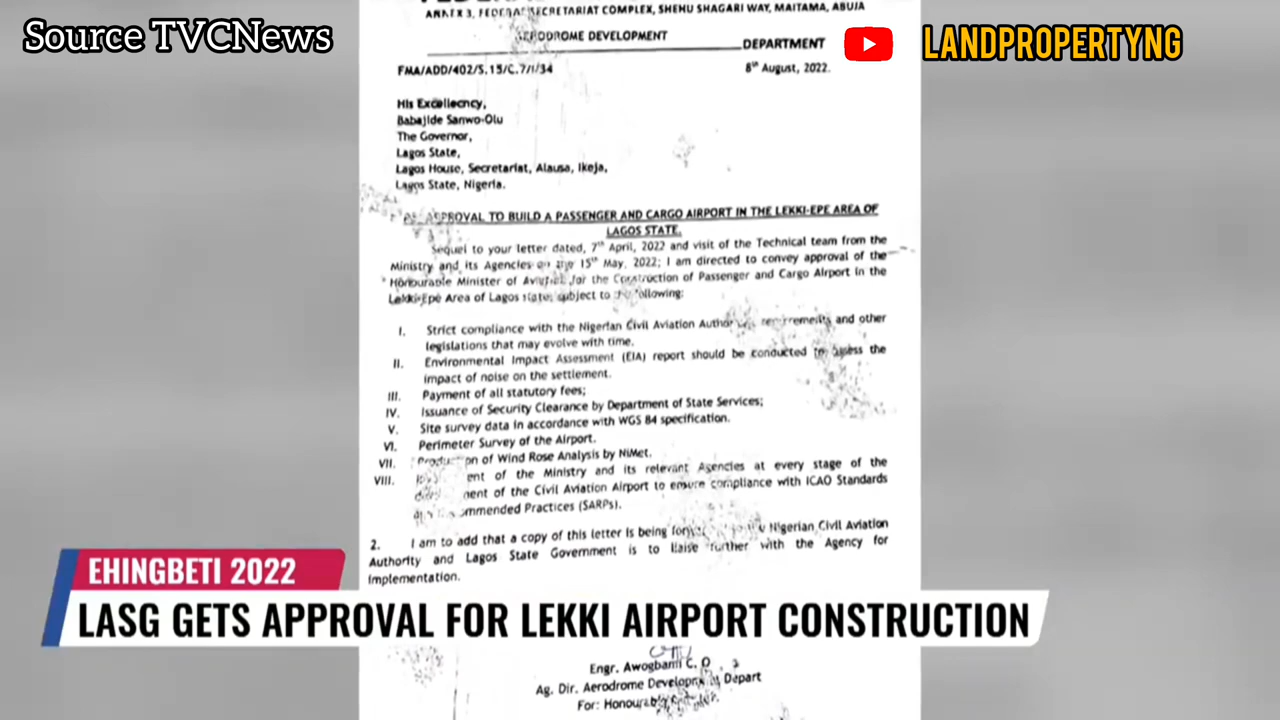 Source TVCNews
LANDPROPERTYNG
ANNEX 3, FEDERAL SECRETARIAT COMPLEX, SHEHU SHAGARI WAY, MAITAMA, ABUJA
AERODROME DEVELOPMENT
DEPARTMENT
FMA/ADD/402/S.15/C.7/I/34
8th August, 2022.
His Excellency,
Babajide Sanwo-Olu
The Governor,
Lagos State,
Lagos House, Secretariat, Alausa, Ikeja,
Lagos State, Nigeria.
APPROVAL TO BUILD A PASSENGER AND CARGO AIRPORT IN THE LEKKI-EPE AREA OF
LAGOS STATE.
Sequel to your letter dated, 7th April, 2022 and visit of the Technical team from the
Ministry and its Agencies on the 15th May, 2022; I am directed to convey approval of the
Honourable Minister of Aviation for the Construction of Passenger and Cargo Airport in the
Lekki-Epe Area of Lagos state, subject to the following:
I. Strict compliance with the Nigerian Civil Aviation requirements and other
legislations that may evolve with time.
II. Environmental Impact Assessment (EIA) report should be conducted to assess the
impact of noise on the settlement.
III. Payment of all statutory fees;
IV. Issuance of Security Clearance by Department of State Services;
V. Site survey data in accordance with WGS 84 specification.
VI. Perimeter Survey of the Airport.
VII. Production of Wind Rose Analysis by NiMet.
VIII. of the Ministry and its relevant Agencies at every stage of the
of the Civil Aviation Airport to ensure compliance with ICAO Standards
Practices (SARPs).
2. I am to add that a copy of this letter is being Nigerian Civil Aviation
Authority and Lagos State Government is to liaise further with the Agency for
implementation.
EHINGBETI 2022
LASG GETS APPROVAL FOR LEKKI AIRPORT CONSTRUCTION
Engr. Awogbami C. O
Ag. Dir. Aerodrome Development Depart
For: Honourable